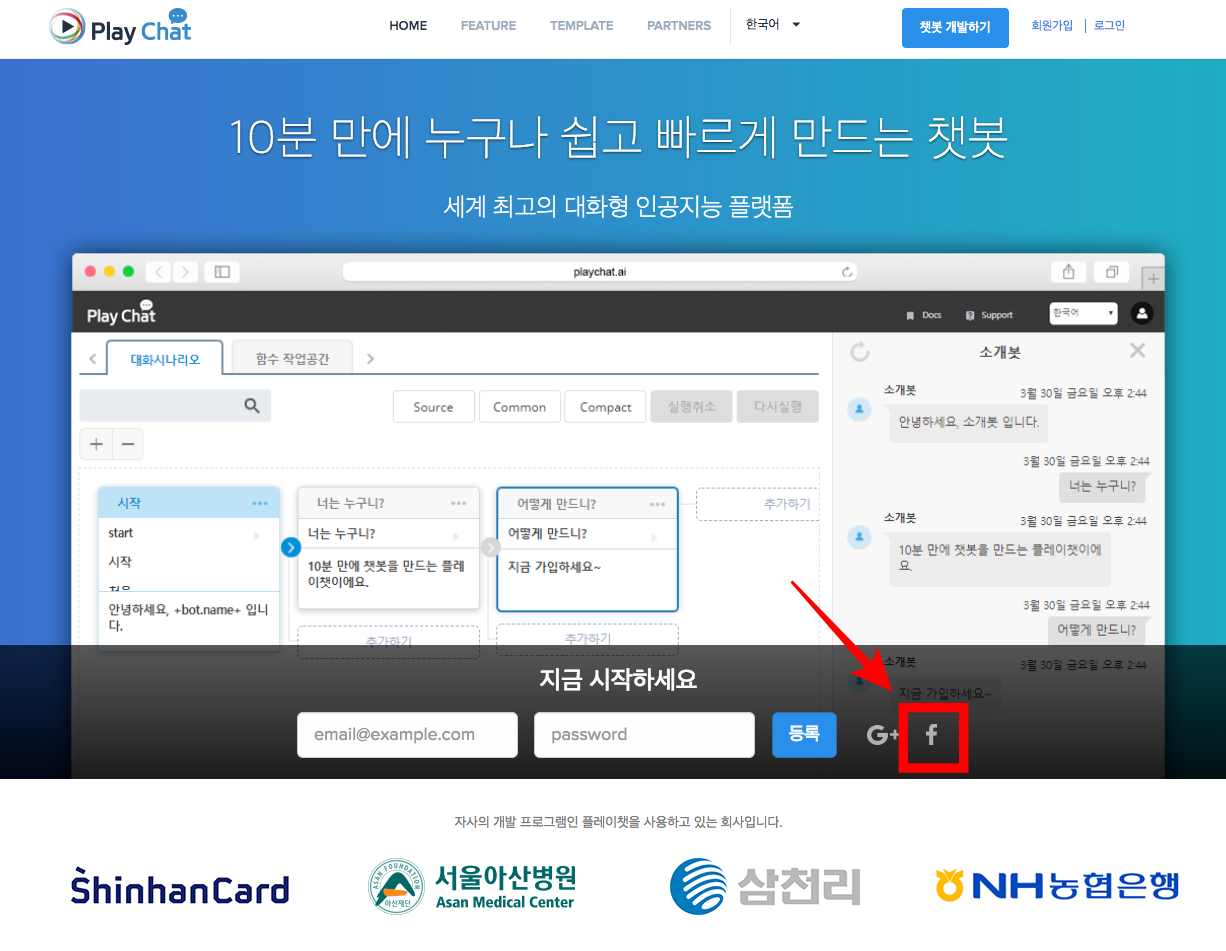 Play Chat
HOME FEATURE TEMPLATE PARTNERS 한국어 챗봇 개발하기 회원가입 로그인
10분 만에 누구나 쉽고 빠르게 만드는 챗봇
세계 최고의 대화형 인공지능 플랫폼
playchat.ai
Play Chat
Docs Support 한국어
대화시나리오 함수 작업공간
Source Common Compact 실행취소 다시실행
시작
start
시작
처음
안녕하세요, +bot.name+ 입니
다.
너는 누구니?
너는 누구니?
10분 만에 챗봇을 만드는 플레
이챗이에요.
추가하기
어떻게 만드니?
어떻게 만드니?
지금 가입하세요~
추가하기
추가하기
소개봇
소개봇 3월 30일 금요일 오후 2:44
안녕하세요, 소개봇 입니다.
3월 30일 금요일 오후 2:44
너는 누구니?
소개봇 3월 30일 금요일 오후 2:44
10분 만에 챗봇을 만드는 플레이챗이에
요.
3월 30일 금요일 오후 2:44
어떻게 만드니?
소개봇 3월 30일 금요일 오후 2:44
지금 가입하세요~
지금 시작하세요
email@example.com password 등록 G+ f
자사의 개발 프로그램인 플레이챗을 사용하고 있는 회사입니다.
ShinhanCard
ASAN FOUNDATION
아산재단
서울아산병원
Asan Medical Center
삼천리
NH농협은행